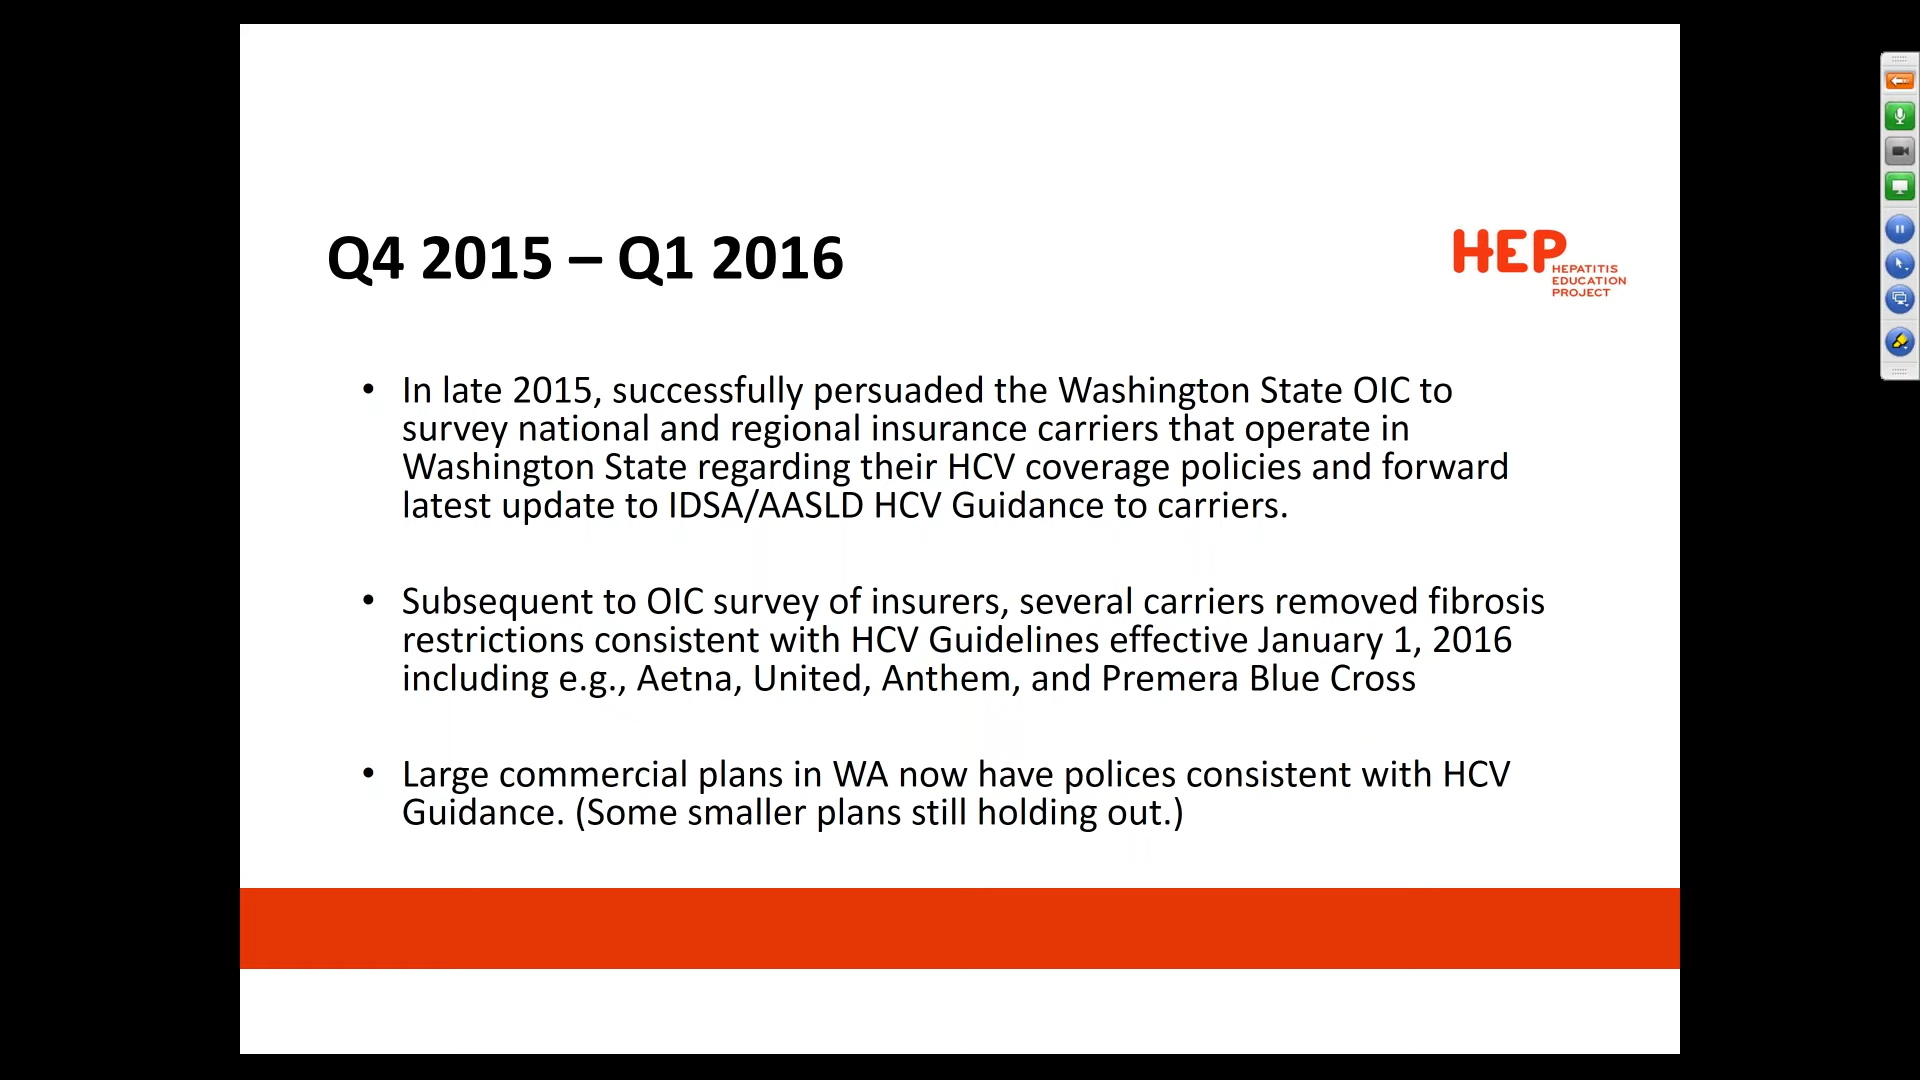 Q4 2015 – Q1 2016
HEP
HEPATITIS
EDUCATION
PROJECT
• In late 2015, successfully persuaded the Washington State OIC to
survey national and regional insurance carriers that operate in
Washington State regarding their HCV coverage policies and forward
latest update to IDSA/AASLD HCV Guidance to carriers.
• Subsequent to OIC survey of insurers, several carriers removed fibrosis
restrictions consistent with HCV Guidelines effective January 1, 2016
including e.g., Aetna, United, Anthem, and Premera Blue Cross
• Large commercial plans in WA now have polices consistent with HCV
Guidance. (Some smaller plans still holding out.)